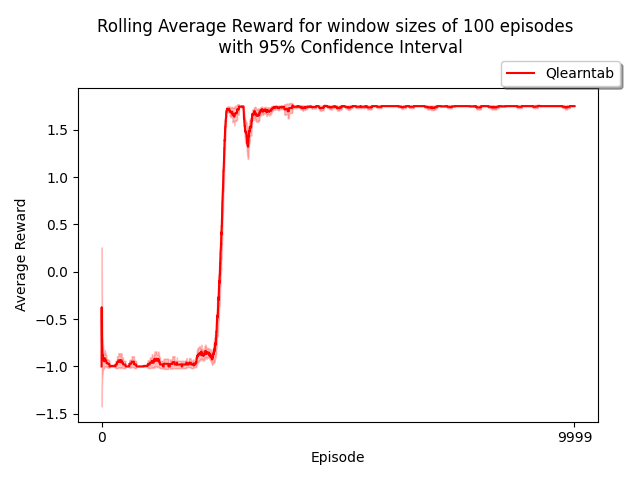 Rolling Average Reward for window sizes of 100 episodes
with 95% Confidence Interval
Qlearntab
1.5
1.0
0.5
0.0
−0.5
−1.0
−1.5
Average Reward
0
9999
Episode